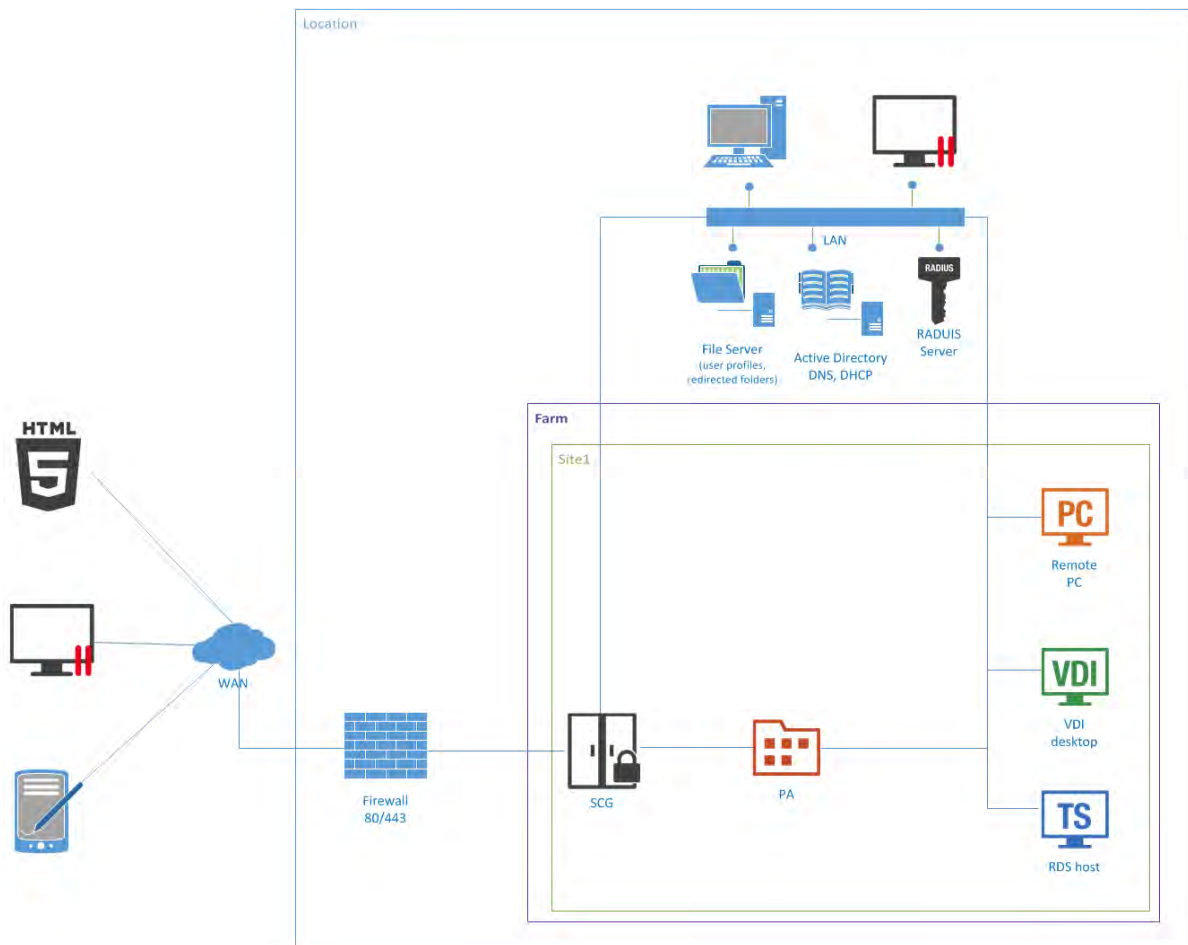 Location
LAN
RADIUS
File Server
(user profiles,
redirected folders)
Active Directory
DNS, DHCP
RADUIS
Server
Farm
Site1
HTML
5
WAN
Firewall
80/443
SCG
PA
PC
Remote
PC
VDI
VDI
desktop
TS
RDS host